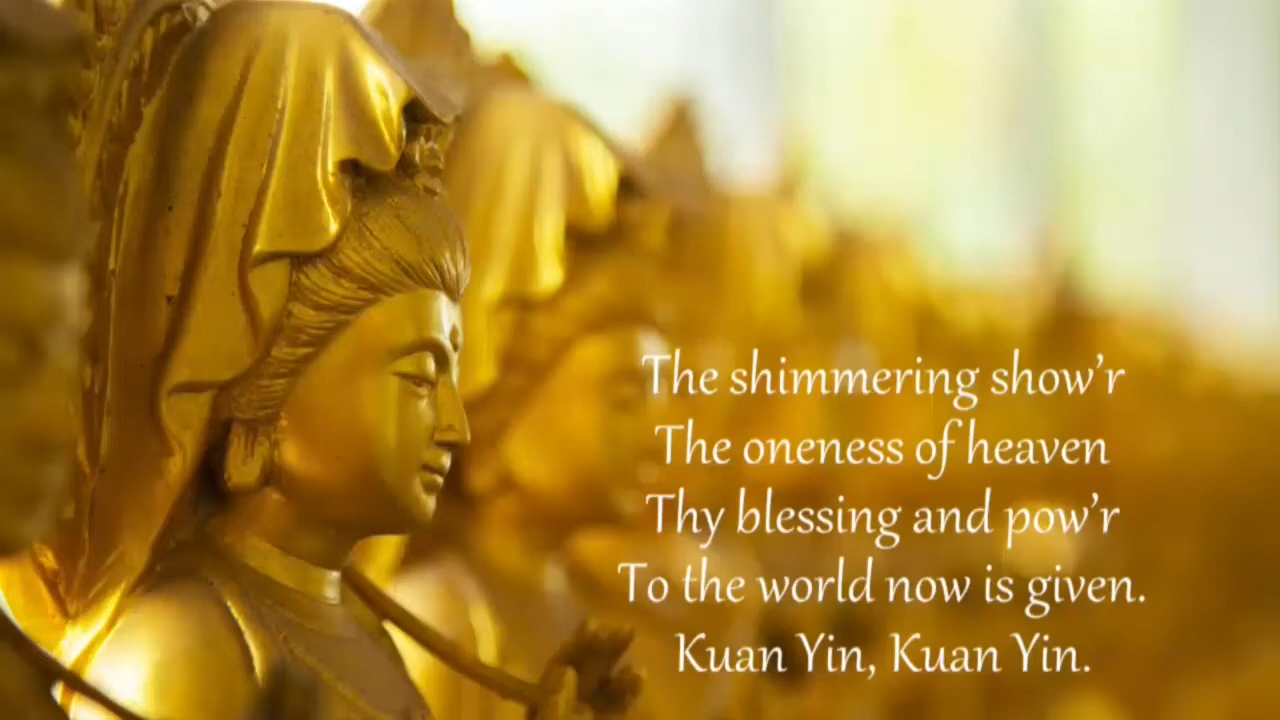 The shimmering show’r
The oneness of heaven
Thy blessing and pow’r
To the world now is given.
Kuan Yin, Kuan Yin.